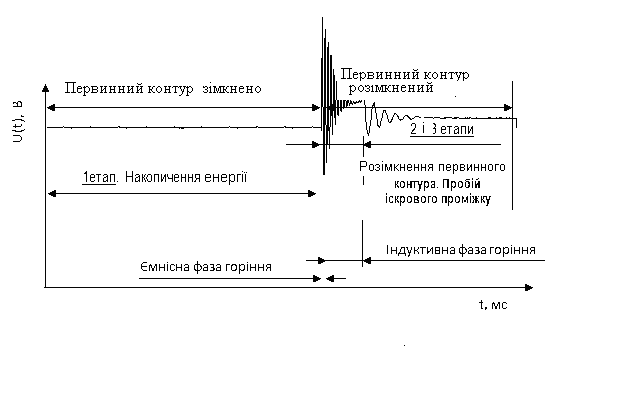 Первинний контур зімкнено
Первинний контур
розімкнений
U(t), В
2 і 3 етапи
1етап. Накопичення енергії
Розімкнення первинного
контура. Пробій
іскрового проміжку
Індуктивна фаза горіння
Ємнісна фаза горіння
t, мс